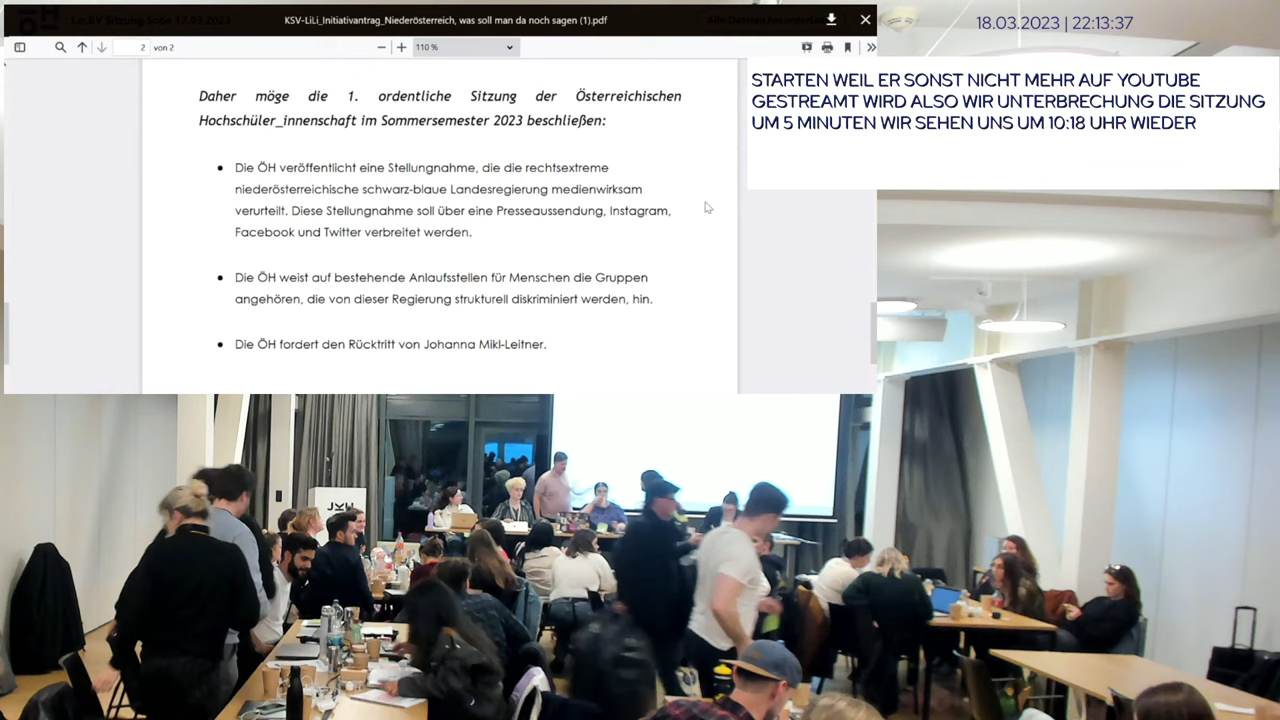 KSV-LiLi_Initiativantrag_Niederösterreich, was soll man da noch sagen (1).pdf
18.03.2023 | 22:13:37
2 von 2
110 %
STARTEN WEIL ER SONST NICHT MEHR AUF YOUTUBE
GESTREAMT WIRD ALSO WIR UNTERBRECHUNG DIE SITZUNG
UM 5 MINUTEN WIR SEHEN UNS UM 10:18 UHR WIEDER
Daher möge die 1. ordentliche Sitzung der Österreichischen
Hochschüler_innenschaft im Sommersemester 2023 beschließen:
• Die ÖH veröffentlicht eine Stellungnahme, die die rechtsextreme
niederösterreichische schwarz-blaue Landesregierung medienwirksam
verurteilt. Diese Stellungnahme soll über eine Presseaussendung, Instagram,
Facebook und Twitter verbreitet werden.
• Die ÖH weist auf bestehende Anlaufsstellen für Menschen die Gruppen
angehören, die von dieser Regierung strukturell diskriminiert werden, hin.
• Die ÖH fordert den Rücktritt von Johanna Mikl-Leitner.
JKU